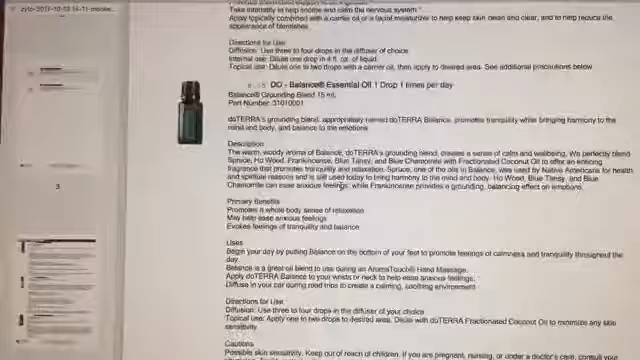 Take internally to help soothe and calm the nervous system.*
Apply topically combined with a carrier oil or a facial moisturizer to help keep skin clean and clear, and to help reduce the
appearance of blemishes.
Directions for Use
Diffusion: Use three to four drops in the diffuser of choice.
Internal use: Dilute one drop in 4 fl. oz. of liquid.
Topical use: Dilute one to two drops with a carrier oil, then apply to desired area. See additional precautions below.
DO - Balance® Essential Oil 1 Drop 1 times per day
Balance® Grounding Blend 15 mL
Part Number: 31010001
doTERRA's grounding blend, appropriately named doTERRA Balance, promotes tranquility while bringing harmony to the
mind and body, and balance to the emotions
Description
The warm, woody aroma of Balance, doTERRA's grounding blend, creates a sense of calm and wellbeing. We perfectly blend
Spruce, Ho Wood, Frankincense, Blue Tansy, and Blue Chamomile with Fractionated Coconut Oil to offer an enticing
fragrance that promotes tranquility and relaxation. Spruce, one of the oils in Balance, was used by Native Americans for health
and spiritual reasons and is still used today to bring harmony to the mind and body. Ho Wood, Blue Tansy, and Blue
Chamomile can ease anxious feelings, while Frankincense provides a grounding, balancing effect on emotions.
Primary Benefits
Promotes a whole body sense of relaxation
May help ease anxious feelings
Evokes feelings of tranquility and balance
Uses
Begin your day by putting Balance on the bottom of your feet to promote feelings of calmness and tranquility throughout the
day.
Balance is a great oil blend to use during an AromaTouch® Hand Massage.
Apply doTERRA Balance to your wrists or neck to help ease anxious feelings.
Diffuse in your car during road trips to create a calming, soothing environment
Directions for Use
Diffusion: Use three to four drops in the diffuser of your choice
Topical use: Apply one to two drops to desired area. Dilute with doTERRA Fractionated Coconut Oil to minimize any skin
sensitivity
Cautions
Possible skin sensitivity. Keep out of reach of children. If you are pregnant, nursing, or under a doctor's care, consult your
3